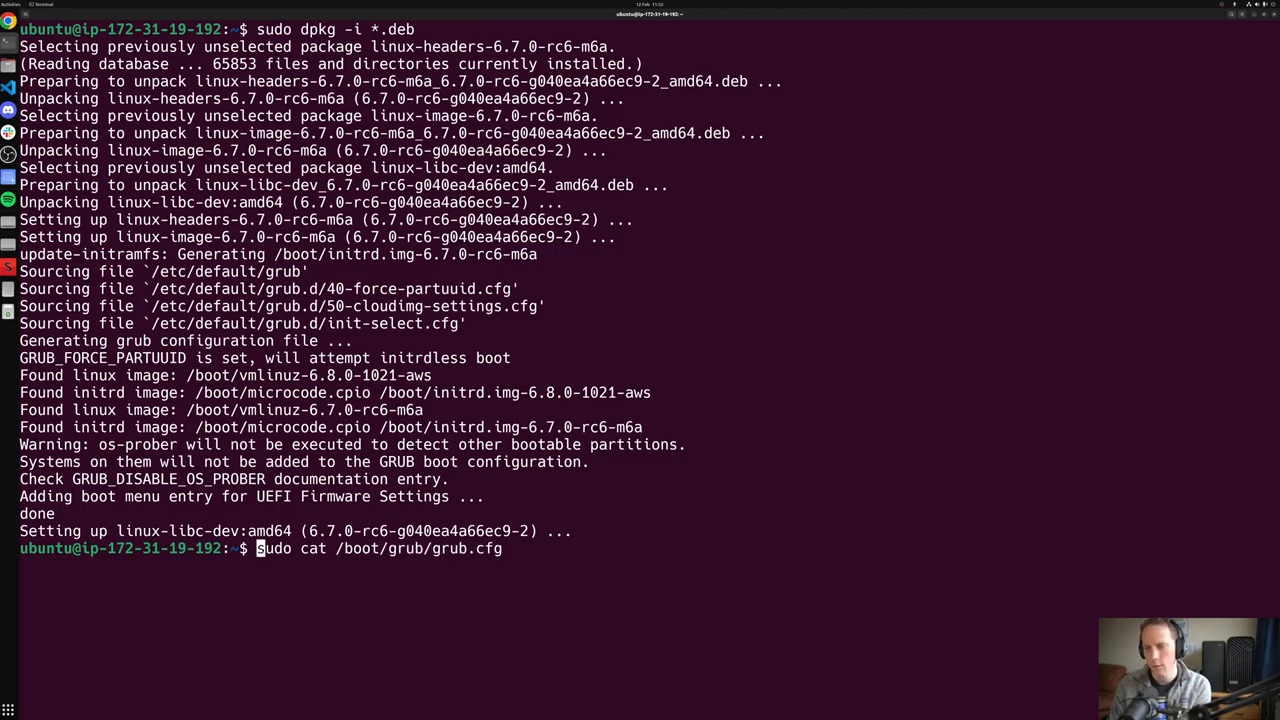 Activities
Terminal
12 Feb 11:52
ubuntu@ip-172-31-19-192: ~
ubuntu@ip-172-31-19-192:~$ sudo dpkg -i *.deb
Selecting previously unselected package linux-headers-6.7.0-rc6-m6a.
(Reading database ... 65853 files and directories currently installed.)
Preparing to unpack linux-headers-6.7.0-rc6-m6a_6.7.0-rc6-g040ea4a66ec9-2_amd64.deb ...
Unpacking linux-headers-6.7.0-rc6-m6a (6.7.0-rc6-g040ea4a66ec9-2) ...
Selecting previously unselected package linux-image-6.7.0-rc6-m6a.
Preparing to unpack linux-image-6.7.0-rc6-m6a_6.7.0-rc6-g040ea4a66ec9-2_amd64.deb ...
Unpacking linux-image-6.7.0-rc6-m6a (6.7.0-rc6-g040ea4a66ec9-2) ...
Selecting previously unselected package linux-libc-dev:amd64.
Preparing to unpack linux-libc-dev_6.7.0-rc6-g040ea4a66ec9-2_amd64.deb ...
Unpacking linux-libc-dev:amd64 (6.7.0-rc6-g040ea4a66ec9-2) ...
Setting up linux-headers-6.7.0-rc6-m6a (6.7.0-rc6-g040ea4a66ec9-2) ...
Setting up linux-image-6.7.0-rc6-m6a (6.7.0-rc6-g040ea4a66ec9-2) ...
update-initramfs: Generating /boot/initrd.img-6.7.0-rc6-m6a
Sourcing file `/etc/default/grub'
Sourcing file `/etc/default/grub.d/40-force-partuuid.cfg'
Sourcing file `/etc/default/grub.d/50-cloudimg-settings.cfg'
Sourcing file `/etc/default/grub.d/init-select.cfg'
Generating grub configuration file ...
GRUB_FORCE_PARTUUID is set, will attempt initrdless boot
Found linux image: /boot/vmlinuz-6.8.0-1021-aws
Found initrd image: /boot/microcode.cpio /boot/initrd.img-6.8.0-1021-aws
Found linux image: /boot/vmlinuz-6.7.0-rc6-m6a
Found initrd image: /boot/microcode.cpio /boot/initrd.img-6.7.0-rc6-m6a
Warning: os-prober will not be executed to detect other bootable partitions.
Systems on them will not be added to the GRUB boot configuration.
Check GRUB_DISABLE_OS_PROBER documentation entry.
Adding boot menu entry for UEFI Firmware Settings ...
done
Setting up linux-libc-dev:amd64 (6.7.0-rc6-g040ea4a66ec9-2) ...
ubuntu@ip-172-31-19-192:~$ sudo cat /boot/grub/grub.cfg